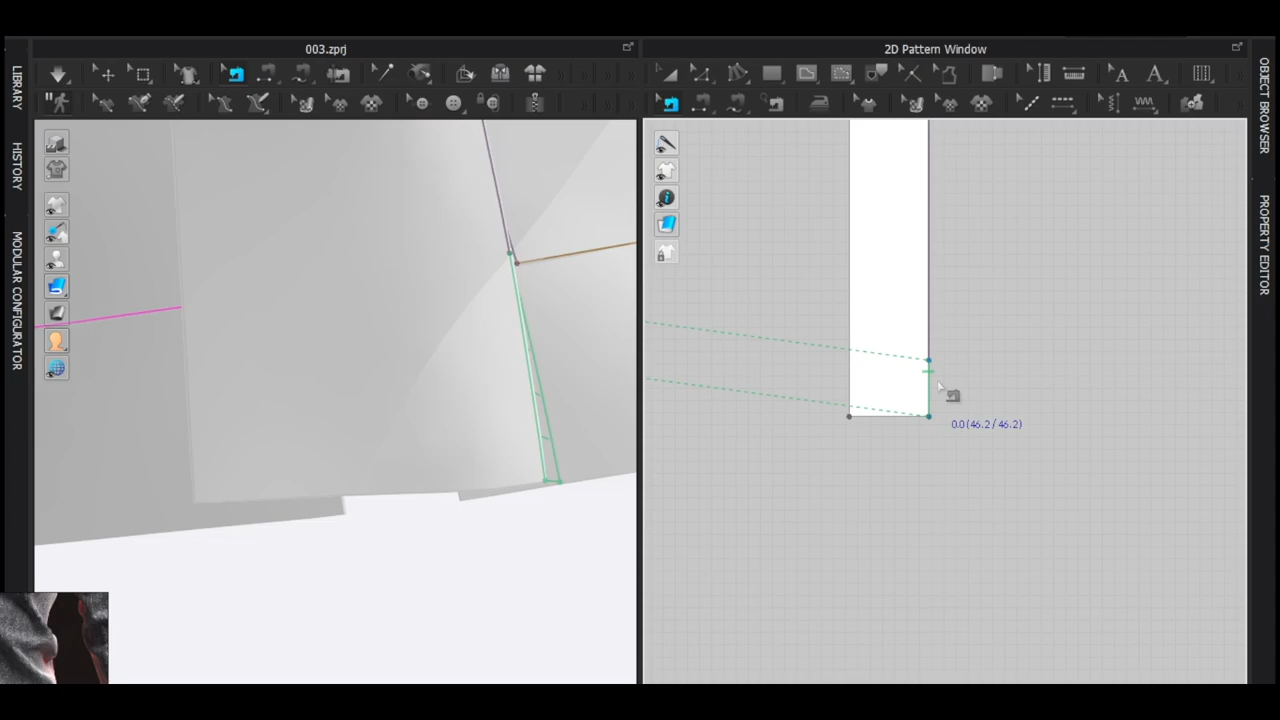 003.zprj
2D Pattern Window
LIBRARY
HISTORY
MODULAR CONFIGURATOR
OBJECT BROWSER
PROPERTY EDITOR
0.0 (46.2 / 46.2)